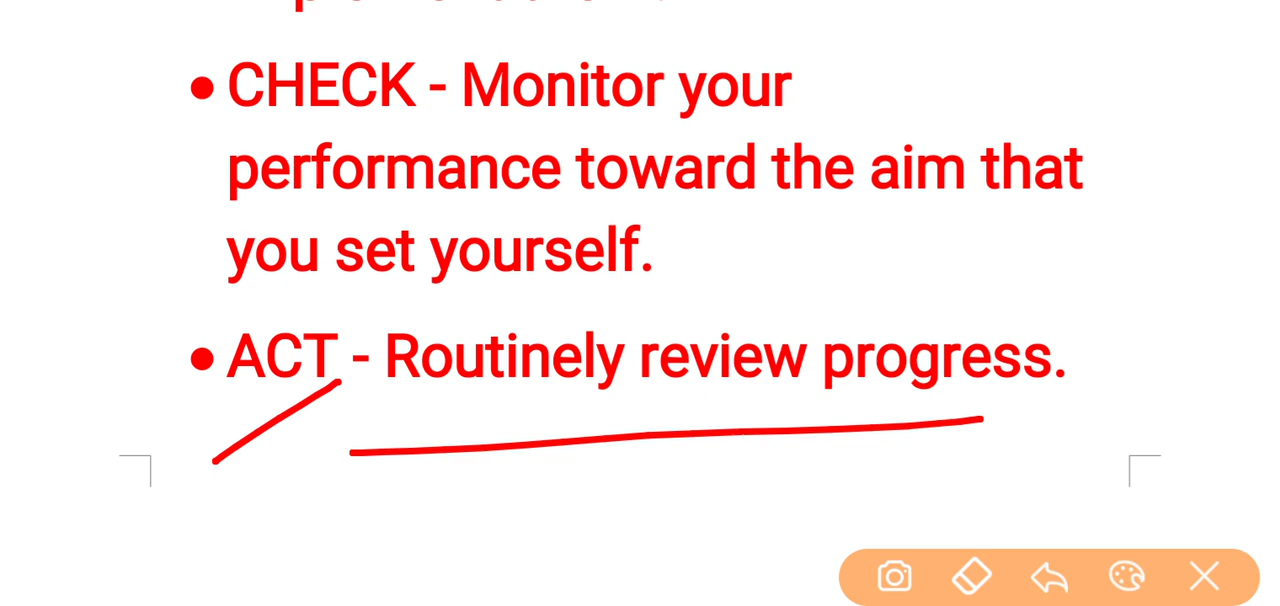 • CHECK - Monitor your
performance toward the aim that
you set yourself.
• ACT - Routinely review progress.